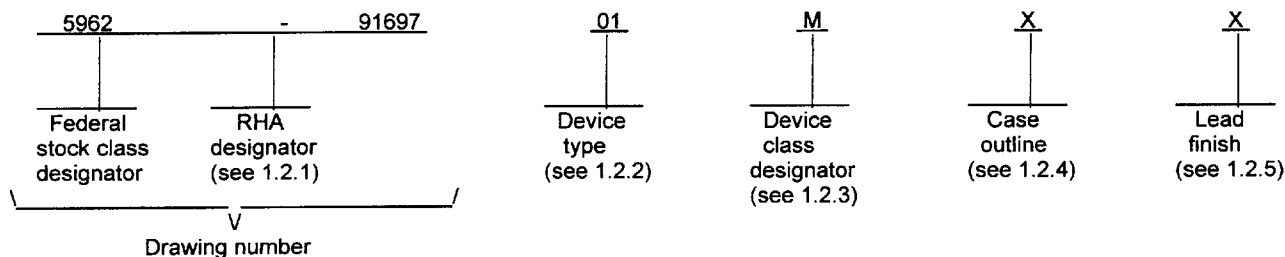 5962 - 91697 01 M X X
Federal stock class designator
RHA designator (see 1.2.1)
Device type (see 1.2.2)
Device class designator (see 1.2.3)
Case outline (see 1.2.4)
Lead finish (see 1.2.5)
Drawing number